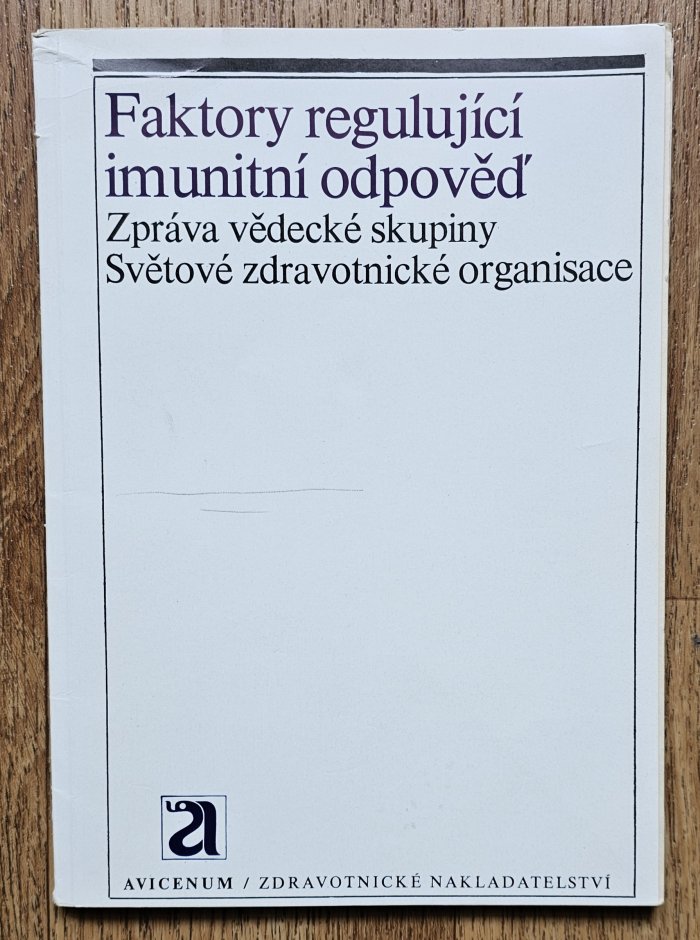 Faktory regulující
imunitní odpověď
Zpráva vědecké skupiny
Světové zdravotnické organisace
a
AVICENUM / ZDRAVOTNICKÉ NAKLADATELSTVÍ